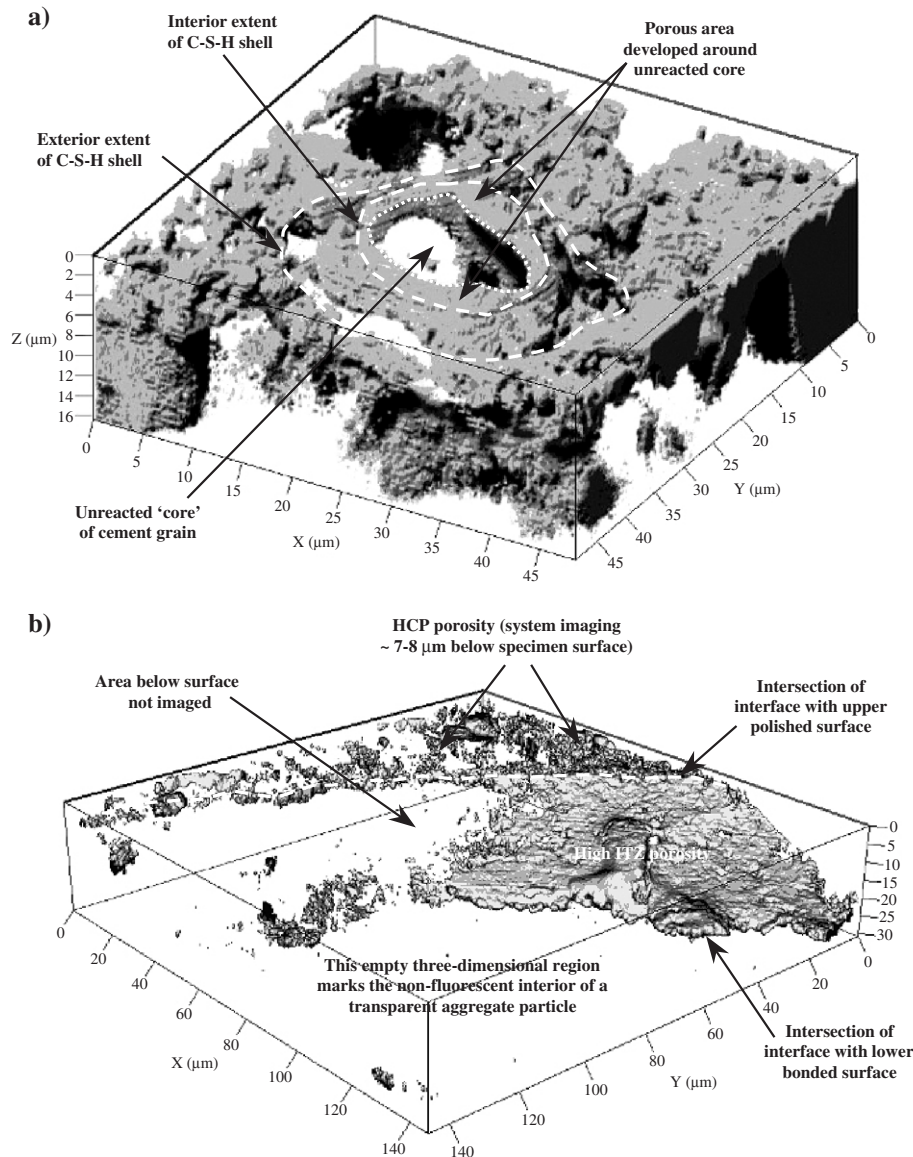 a)
Interior extent
of C-S-H shell
Porous area
developed around
unreacted core
Exterior extent
of C-S-H shell
0
2
4
6
Z (μm)
8
10
12
14
16
0
5
10
15
20
25
30
35
40
45
X (μm)
0
5
10
15
20
25
30
35
40
45
Y (μm)
Unreacted ‘core’
of cement grain
b)
HCP porosity (system imaging
~ 7-8 μm below specimen surface)
Area below surface
not imaged
Intersection of
interface with upper
polished surface
High ITZ porosity
0
5
10
15
20
25
30
This empty three-dimensional region
marks the non-fluorescent interior of a
transparent aggregate particle
0
20
40
60
80
100
120
140
X (μm)
0
20
40
60
80
100
120
140
Y (μm)
Intersection of
interface with lower
bonded surface